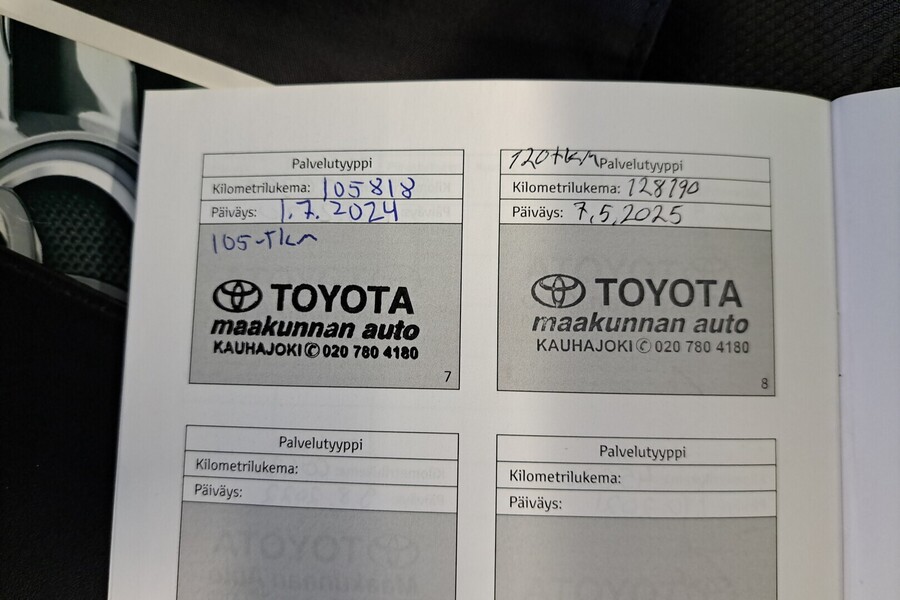 Palvelutyyppi
Kilometrilukema: 105818
Päiväys: 1.7.2024
105-tkm
TOYOTA
maakunnan auto
KAUHAJOKI ✆ 020 780 4180
7
120tkm Palvelutyyppi
Kilometrilukema: 128190
Päiväys: 7.5.2025
TOYOTA
maakunnan auto
KAUHAJOKI ✆ 020 780 4180
8
Palvelutyyppi
Kilometrilukema:
Päiväys:
Palvelutyyppi
Kilometrilukema:
Päiväys: